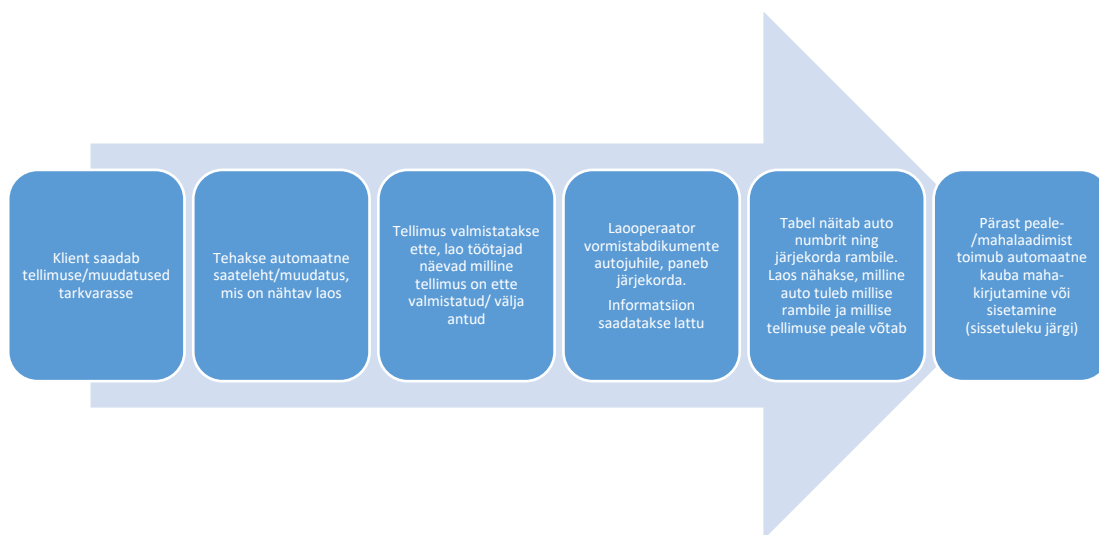 Klient saadab
tellimuse/muudatused
tarkvarasse
Tehakse automaatne
saateleht/muudatus,
mis on nähtav laos
Tellimus valmistatakse
ette, lao töötajad
näevad milline
tellimus on ette
valmistatud/ välja
antud
Laooperaator
vormistabdikumente
autojuhile, paneb
järjekorda.
Informatsiion
saadatakse lattu
Tabel näitab auto
numbrit ning
järjekorda rambile.
Laos nähakse, milline
auto tuleb millise
rambile ja millise
tellimuse peale võtab
Pärast peale-
/mahalaadimist
toimub automaatne
kauba maha-
kirjutamine või
sisetamine
(sissetuleku järgi)